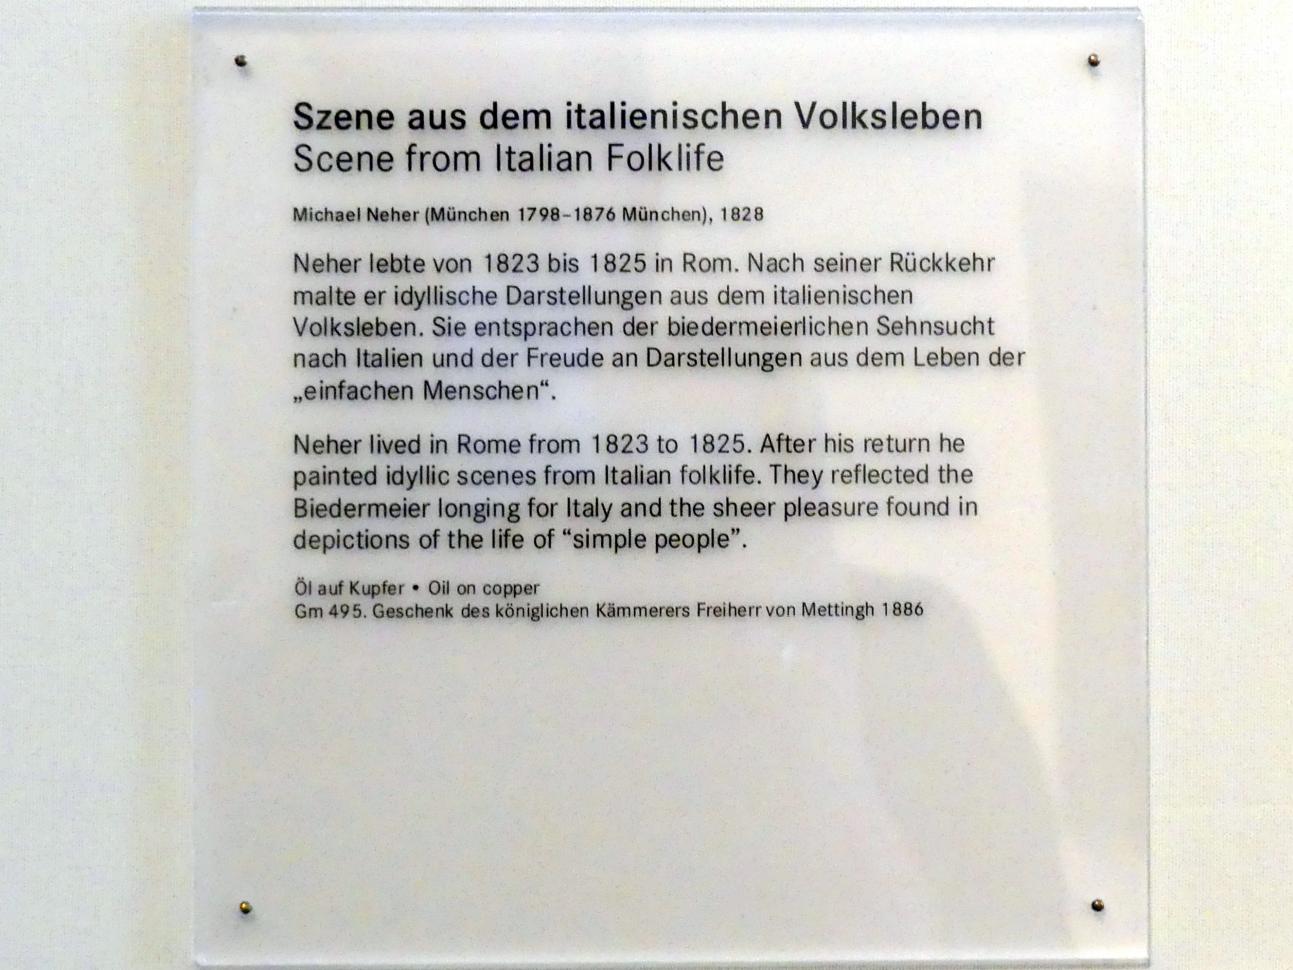 Szene aus dem italienischen Volksleben
Scene from Italian Folklife
Michael Neher (München 1798–1876 München), 1828
Neher lebte von 1823 bis 1825 in Rom. Nach seiner Rückkehr
malte er idyllische Darstellungen aus dem italienischen
Volksleben. Sie entsprachen der biedermeierlichen Sehnsucht
nach Italien und der Freude an Darstellungen aus dem Leben der
„einfachen Menschen“.
Neher lived in Rome from 1823 to 1825. After his return he
painted idyllic scenes from Italian folklife. They reflected the
Biedermeier longing for Italy and the sheer pleasure found in
depictions of the life of “simple people”.
Öl auf Kupfer • Oil on copper
Gm 495. Geschenk des königlichen Kämmerers Freiherr von Mettingh 1886